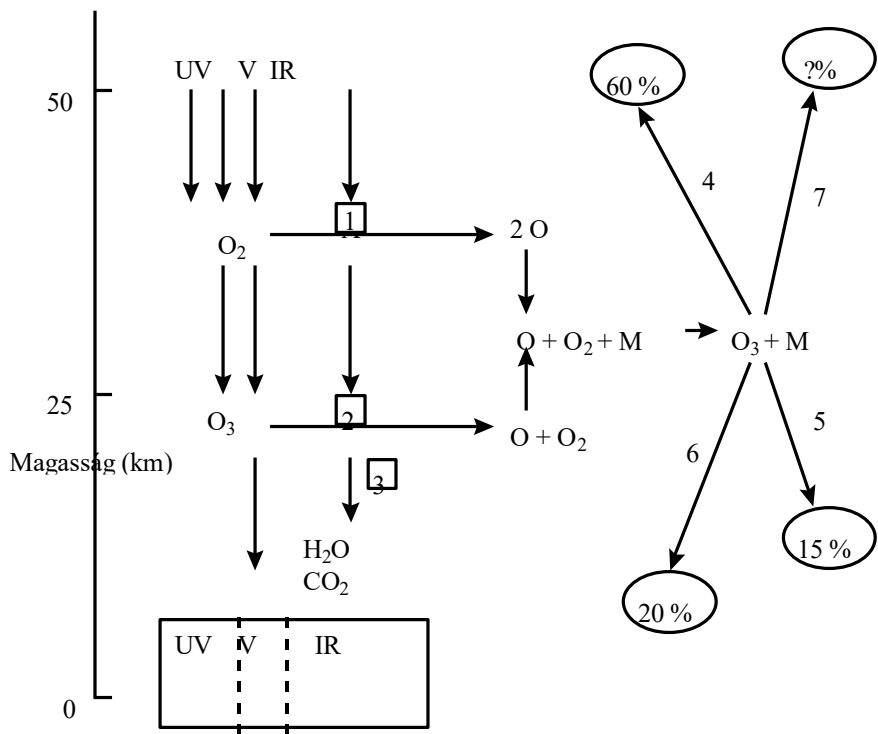 UV V IR
50
60 %
?%
4
7
1
O₂
2 O
O + O₂ + M
O₃ + M
25
O₃
2
O + O₂
5
6
Magasság (km)
3
H₂O
CO₂
15 %
20 %
UV V IR
0